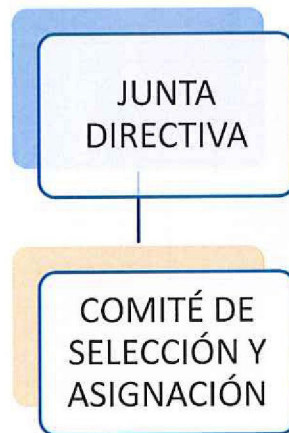 JUNTA
DIRECTIVA
COMITÉ DE
SELECCIÓN Y
ASIGNACIÓN